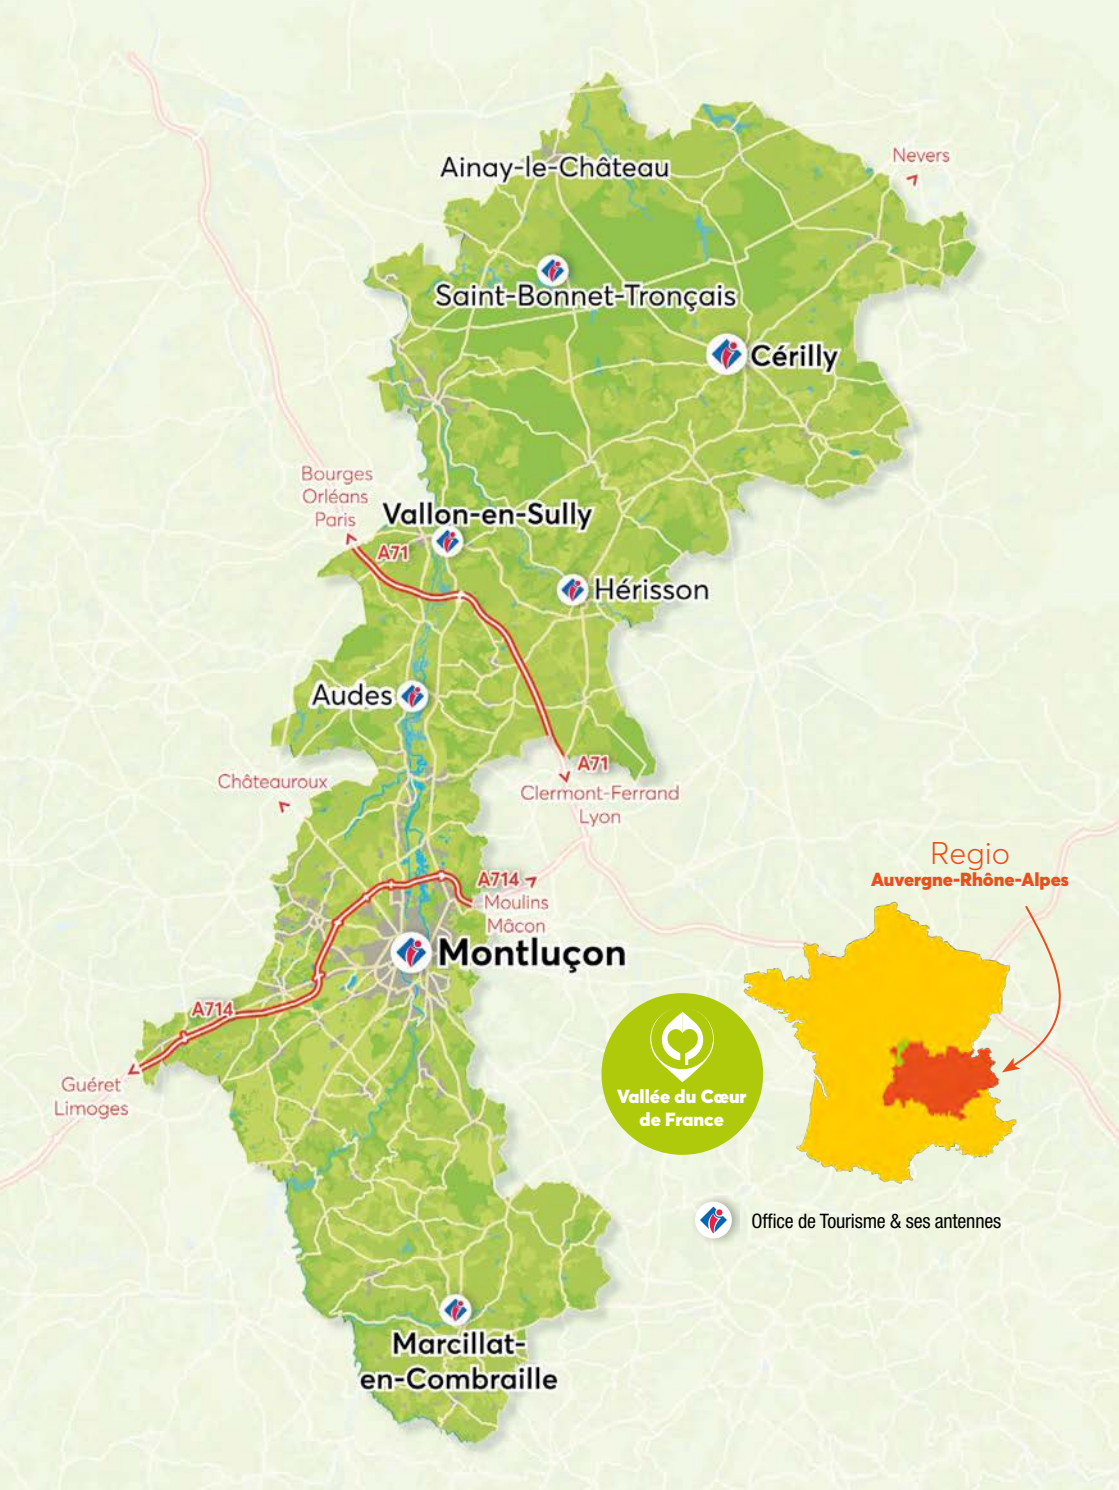 Nevers
Ainay-le-Château
Saint-Bonnet-Tronçais
Cérilly
Bourges
Orléans
Paris
Vallon-en-Sully
A71
Hérisson
Audes
A71
Châteauroux
Clermont-Ferrand
Lyon
Regio
Auvergne-Rhône-Alpes
A714
Moulins
Mâcon
Montluçon
A714
Guéret
Limoges
Vallée du Cœur
de France
Office de Tourisme & ses antennes
Marcillat-
en-Combraille